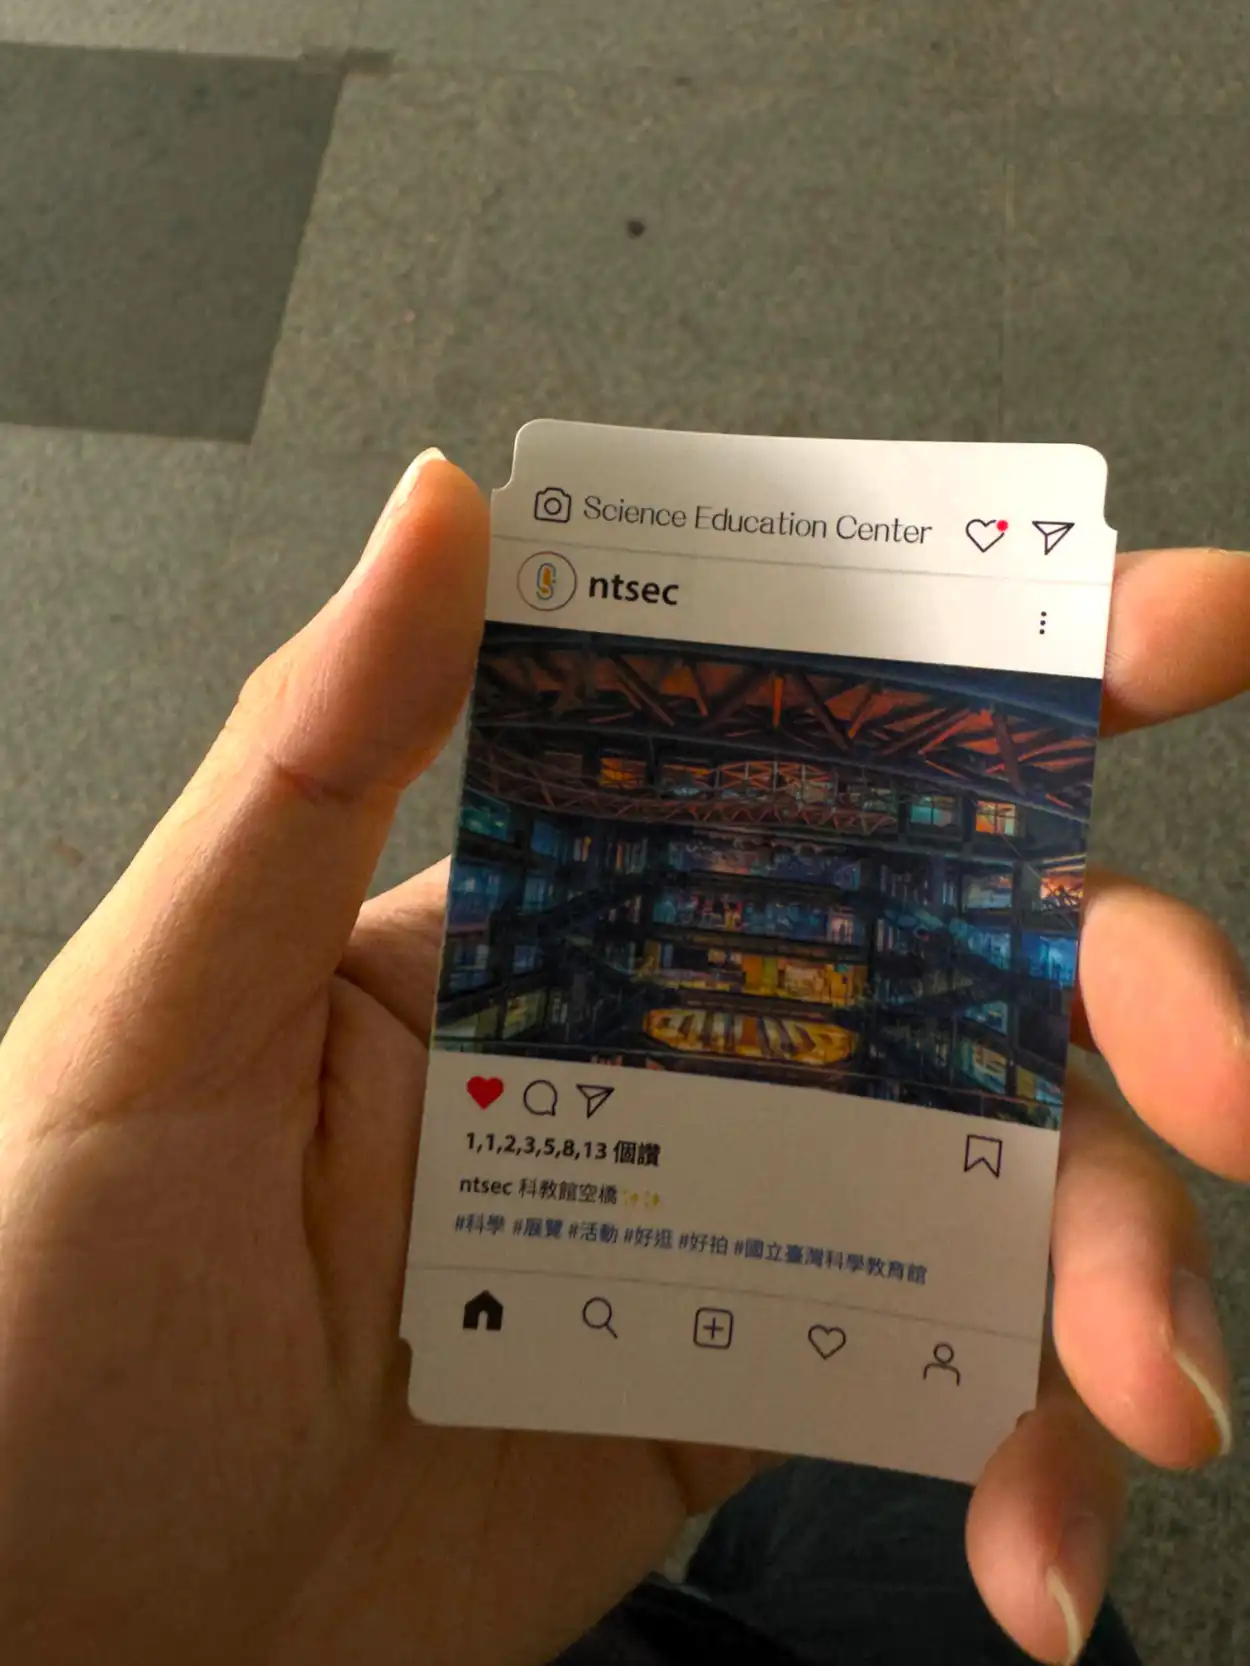 Science Education Center
ntsec
1,1,2,3,5,8,13 個讚
ntsec 科教館空橋✨✨
#科學 #展覽 #活動 #好逛 #好拍 #國立臺灣科學教育館